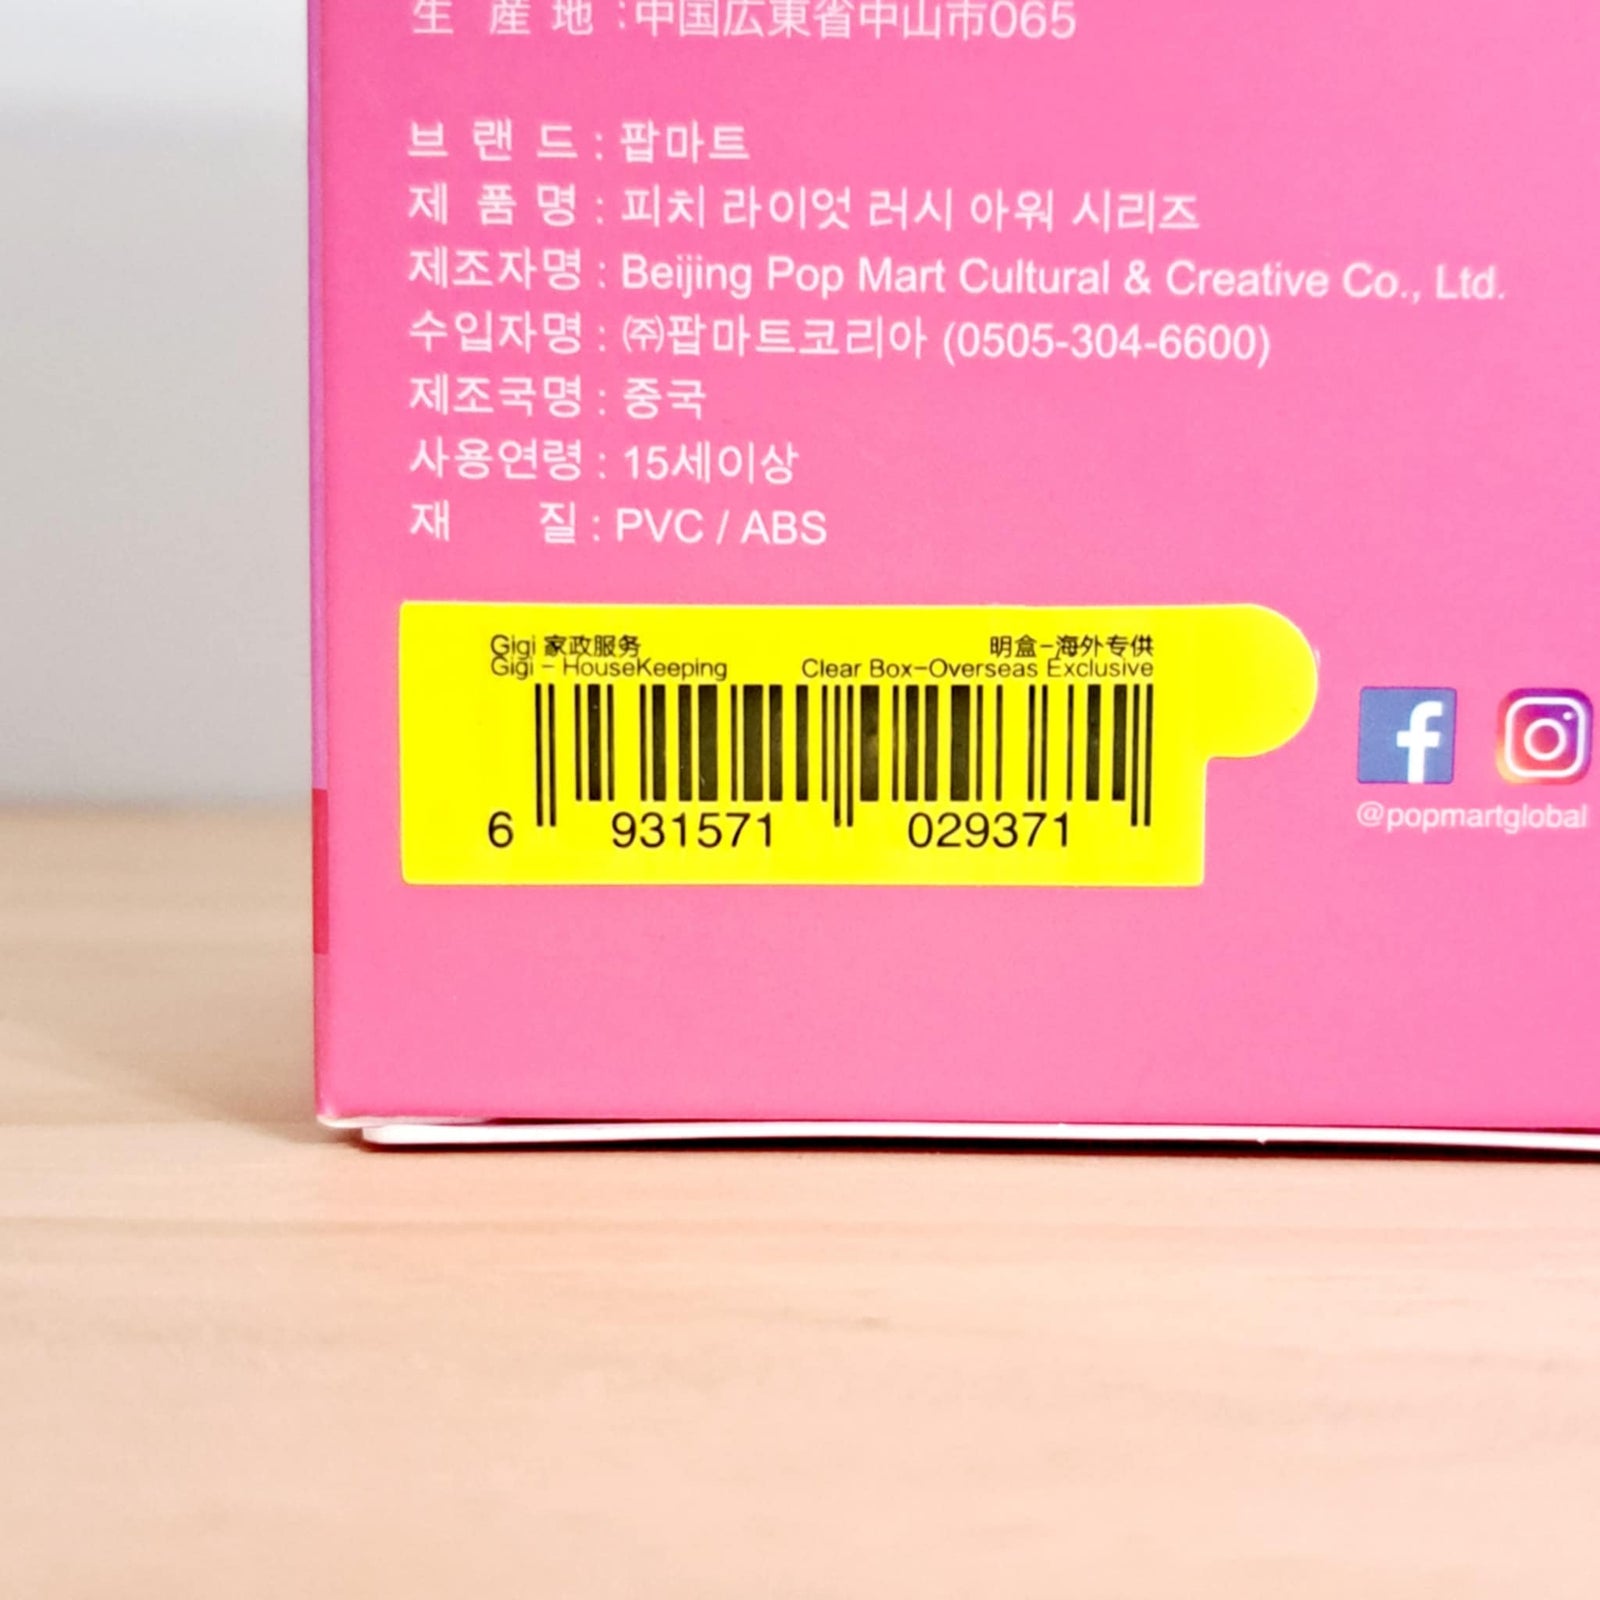 生 産 地 :中国広東省中山市065
브 랜 드 : 팝마트
제 품 명 : 피치 라이엇 러시 아워 시리즈
제조자명 : Beijing Pop Mart Cultural & Creative Co., Ltd.
수입자명 : ㈜팝마트코리아 (0505-304-6600)
제조국명 : 중국
사용연령 : 15세이상
재 질 : PVC / ABS
Gigi 家政服务 明盒-海外专供
Gigi - HouseKeeping Clear Box-Overseas Exclusive
6 931571 029371
@popmartglobal